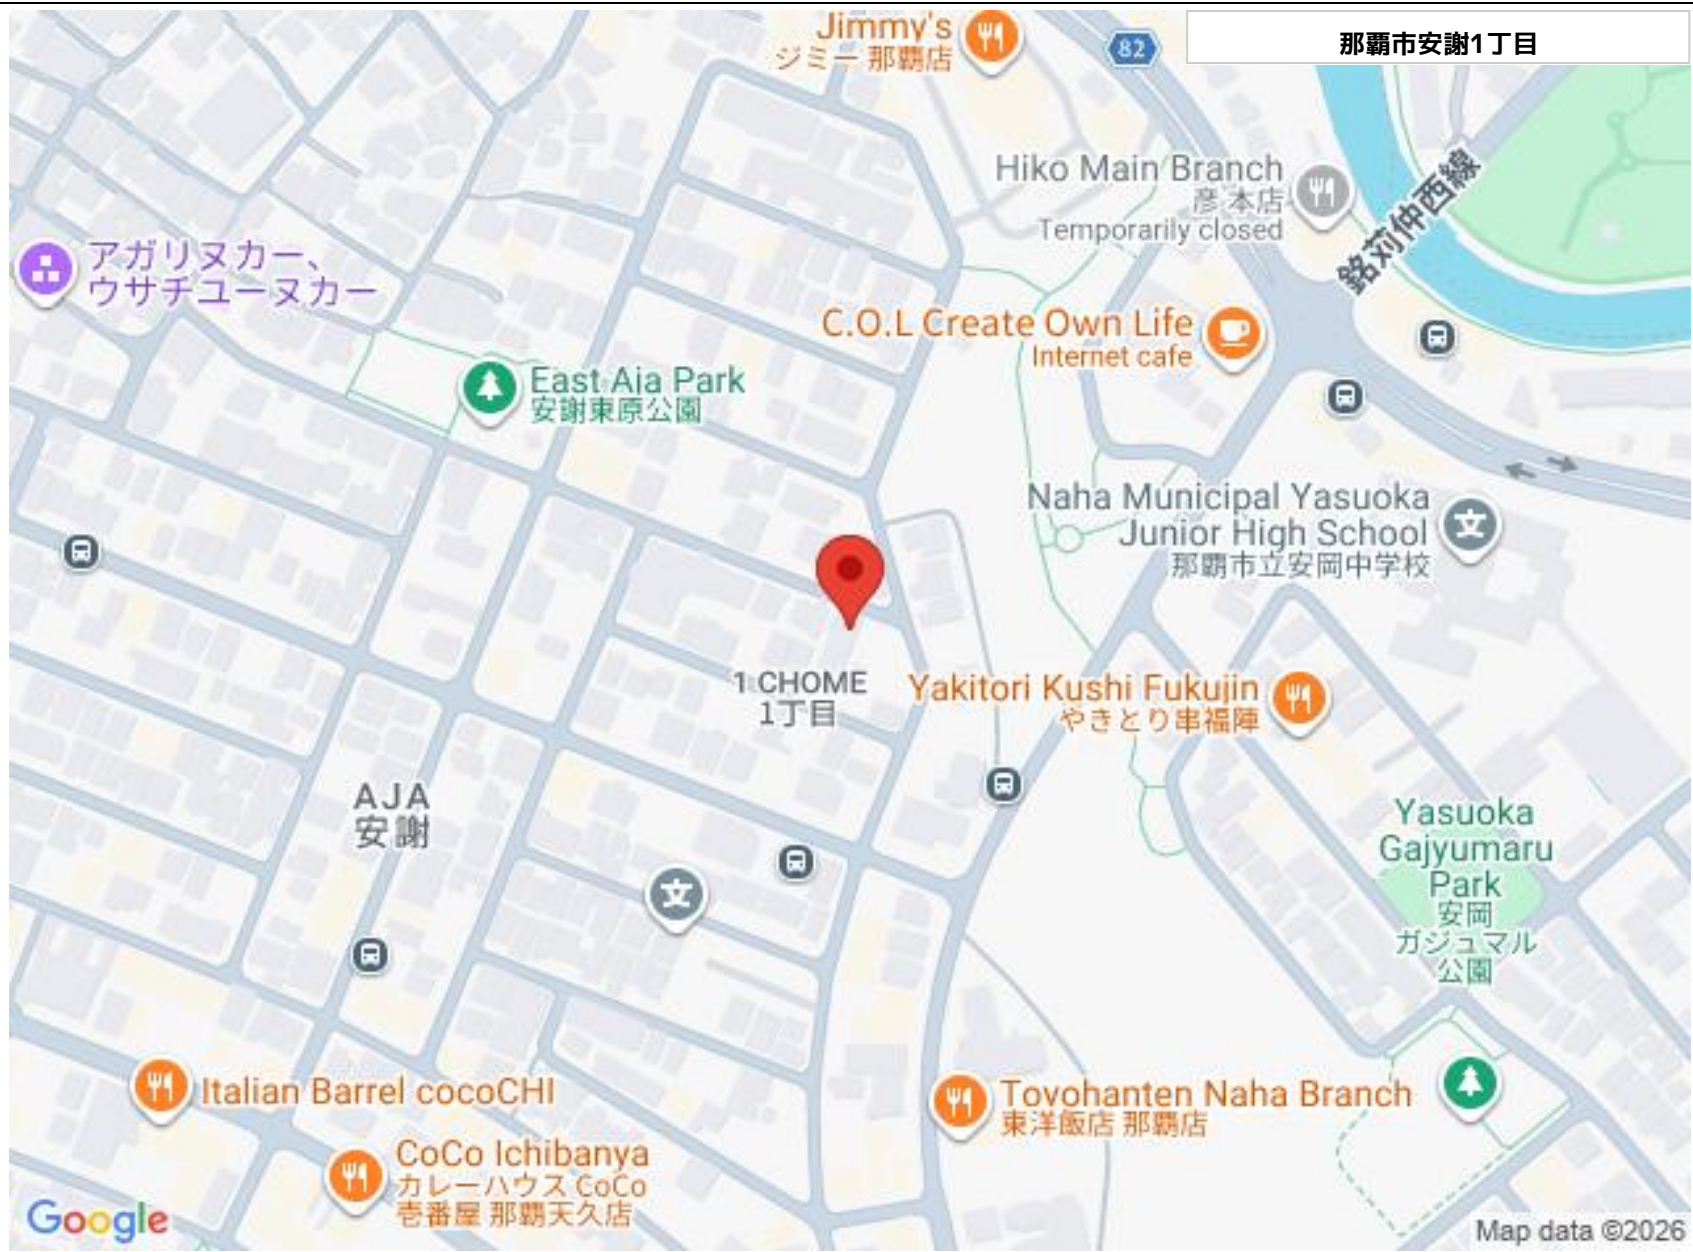 Jimmy's
ジミー 那覇店
82
那覇市安謝1丁目
Hiko Main Branch
彦 本店
Temporarily closed
銘苅仲西線
アガリヌカー、
ウサチユーヌカー
C.O.L Create Own Life
Internet cafe
East Aja Park
安謝東原公園
Naha Municipal Yasuoka
Junior High School
那覇市立安岡中学校
文
1 CHOME
1丁目
Yakitori Kushi Fukujin
やきとり串福陣
AJA
安謝
文
Yasuoka
Gajyumaru
Park
安岡
ガジュマル
公園
Italian Barrel cocoCHI
Toyohanten Naha Branch
東洋飯店 那覇店
CoCo Ichibanya
カレーハウス CoCo
壱番屋 那覇天久店
Google
Map data ©2026